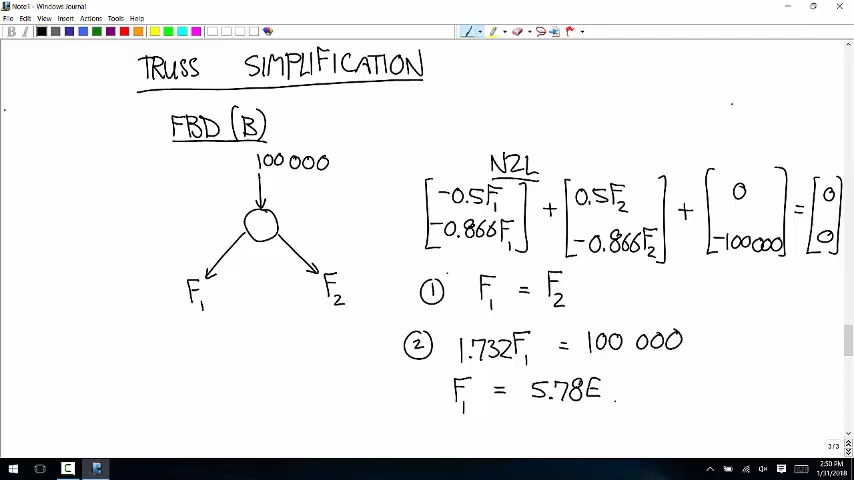 Note1 - Windows Journal
File Edit View Insert Actions Tools Help
B I
TRUSS SIMPLIFICATION
FBD (B)
100 000
F1
F2
N2L
[-0.5F1 -0.866F1] + [0.5F2 -0.866F2] + [0 -100000] = [0 0]
① F1 = F2
② 1.732F1 = 100 000
F1 = 5.78E
3/3
2:50 PM
1/31/2018